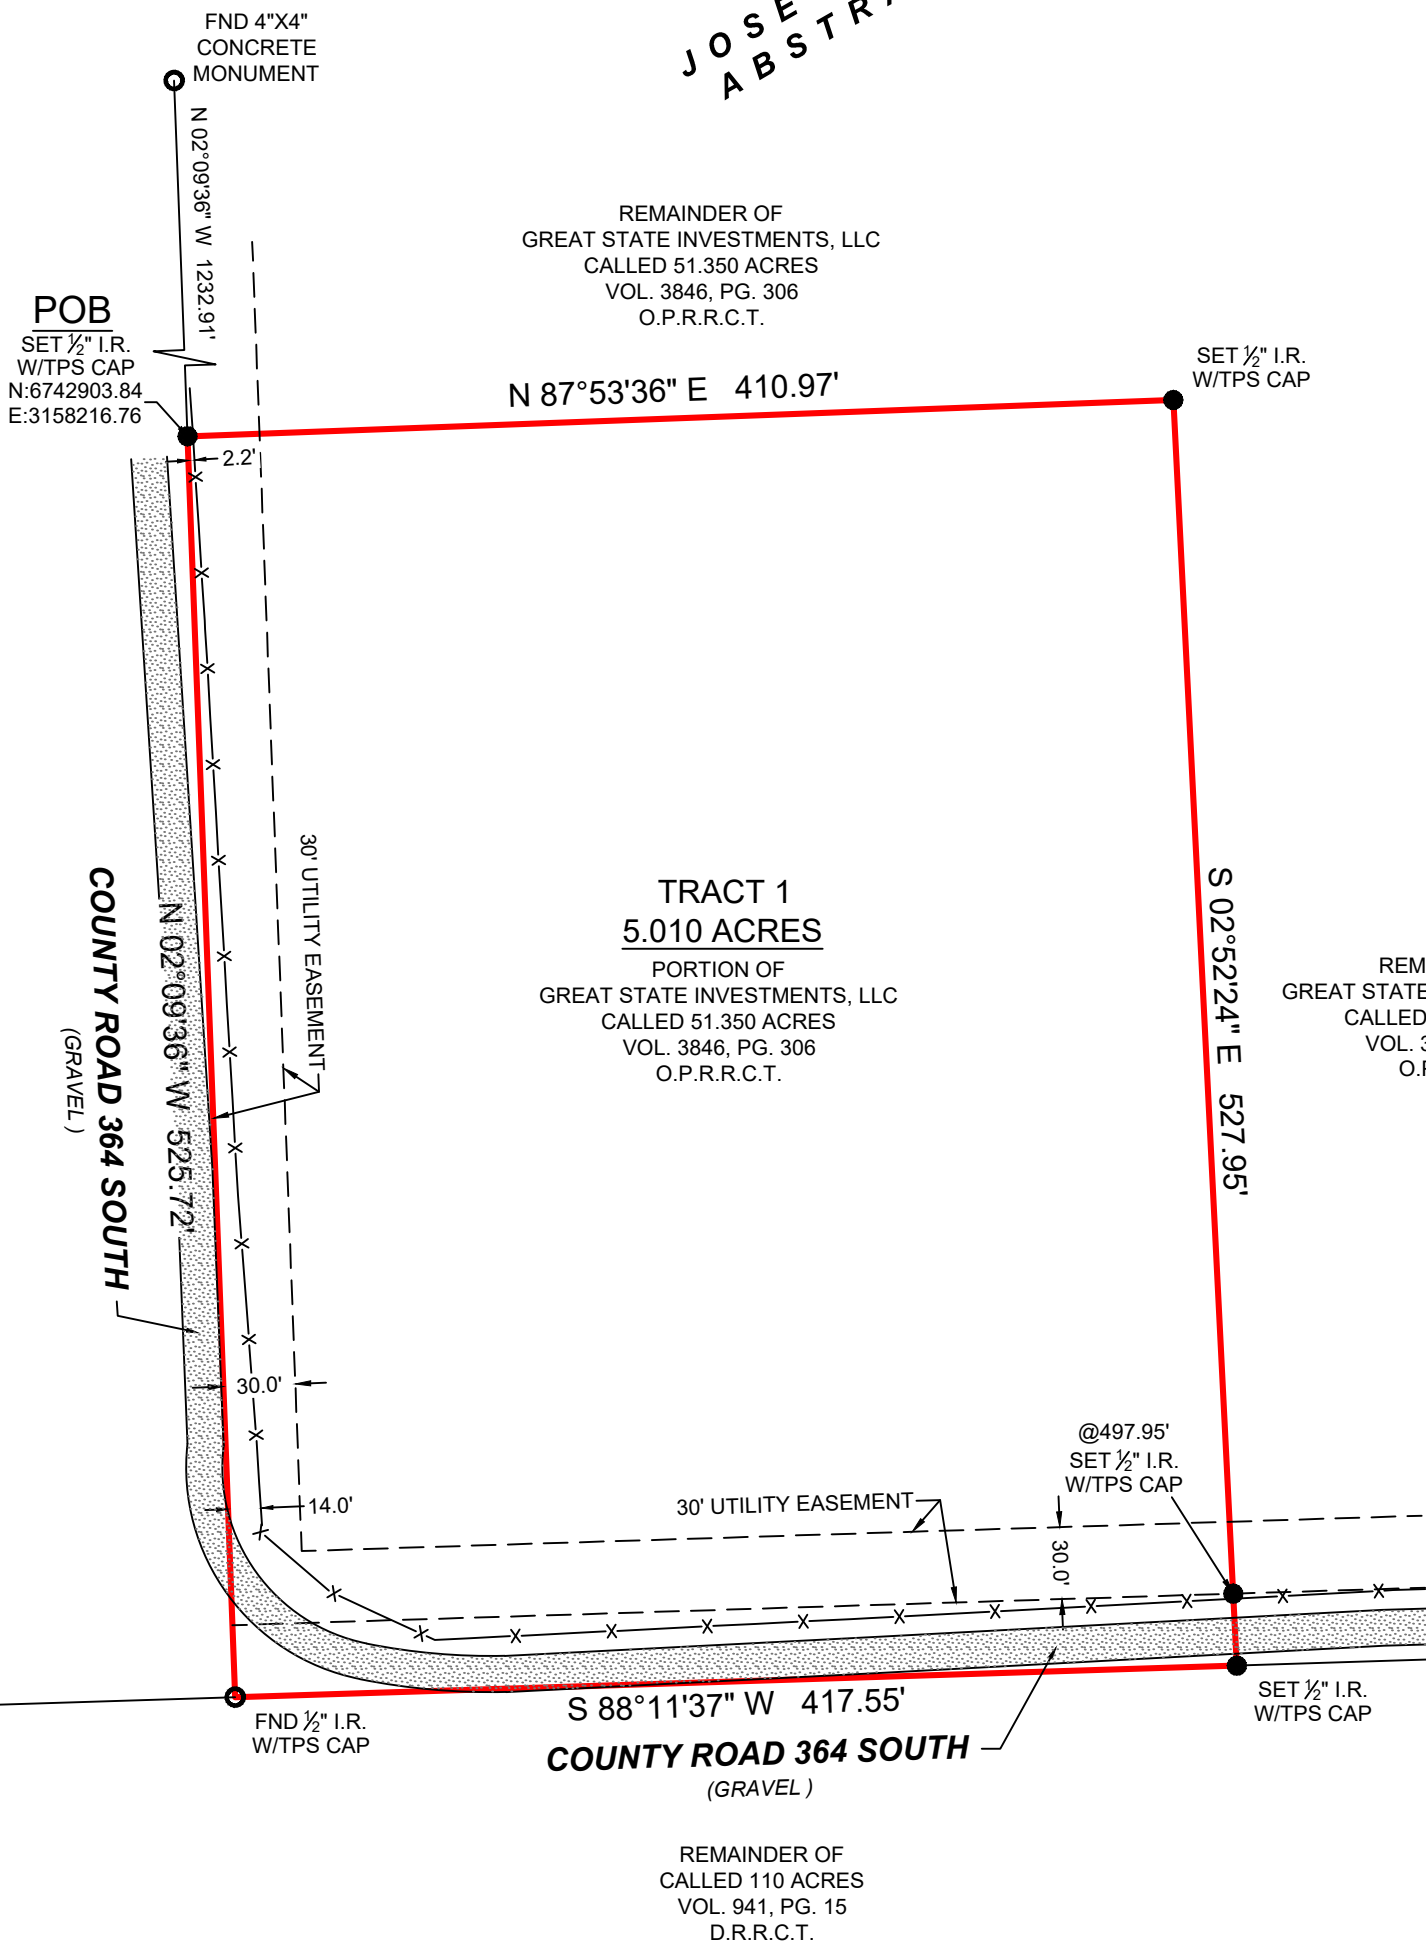 FND 4"X4"
CONCRETE
MONUMENT
N 02°09'36" W 1232.91'
REMAINDER OF
GREAT STATE INVESTMENTS, LLC
CALLED 51.350 ACRES
VOL. 3846, PG. 306
O.P.R.R.C.T.
POB
SET ½" I.R.
W/TPS CAP
N:6742903.84
E:3158216.76
N 87°53'36" E 410.97'
SET ½" I.R.
W/TPS CAP
2.2'
30' UTILITY EASEMENT
COUNTY ROAD 364 SOUTH
(GRAVEL )
N 02°09'36" W 525.72'
TRACT 1
5.010 ACRES
PORTION OF
GREAT STATE INVESTMENTS, LLC
CALLED 51.350 ACRES
VOL. 3846, PG. 306
O.P.R.R.C.T.
S 02°52'24" E 527.95'
GREAT STATE
CALLED
VOL.
30.0'
14.0'
@497.95'
SET ½" I.R.
W/TPS CAP
30' UTILITY EASEMENT
30.0'
FND ½" I.R.
W/TPS CAP
S 88°11'37" W 417.55'
SET ½" I.R.
W/TPS CAP
COUNTY ROAD 364 SOUTH
(GRAVEL )
REMAINDER OF
CALLED 110 ACRES
VOL. 941, PG. 15
D.R.R.C.T.